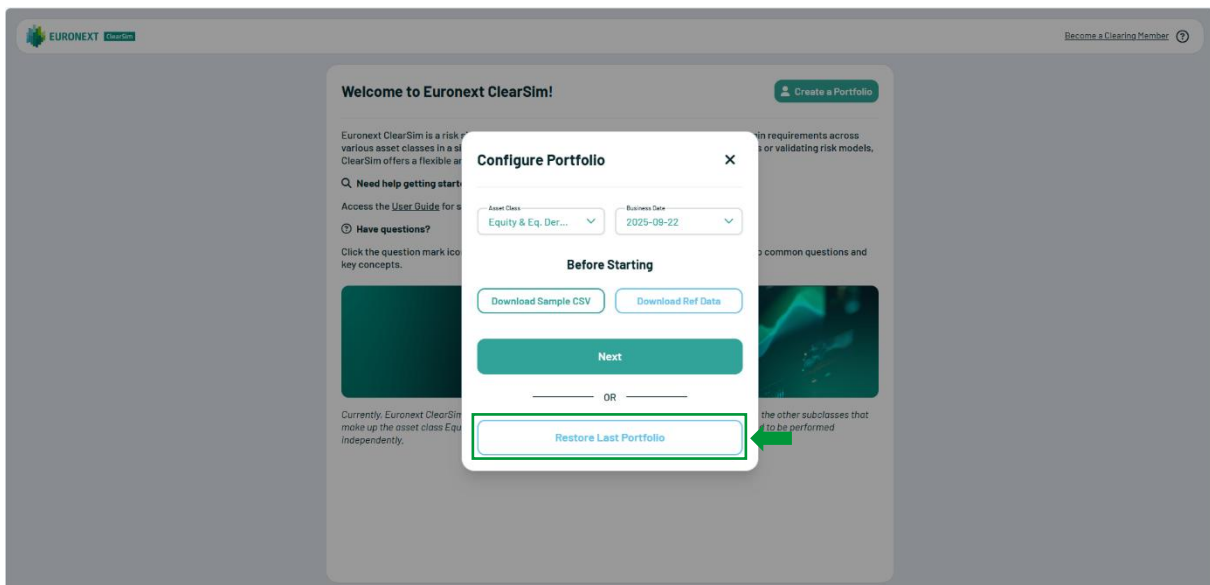 EURONEXT ClearSim
Become a Clearing Member ?
Welcome to Euronext ClearSim!
Create a Portfolio
Euronext ClearSim is a risk
in requirements across
various asset classes in a si
s or validating risk models,
ClearSim offers a flexible an
Need help getting start
Access the User Guide for s
? Have questions?
Click the question mark ico
o common questions and
key concepts.
Currently, Euronext ClearSim
the other subclasses that
make up the asset class Equ
d to be performed
independently.
Configure Portfolio
Asset Class
Equity & Eq. Der...
Business Date
2025-09-22
Before Starting
Download Sample CSV
Download Ref Data
Next
OR
Restore Last Portfolio